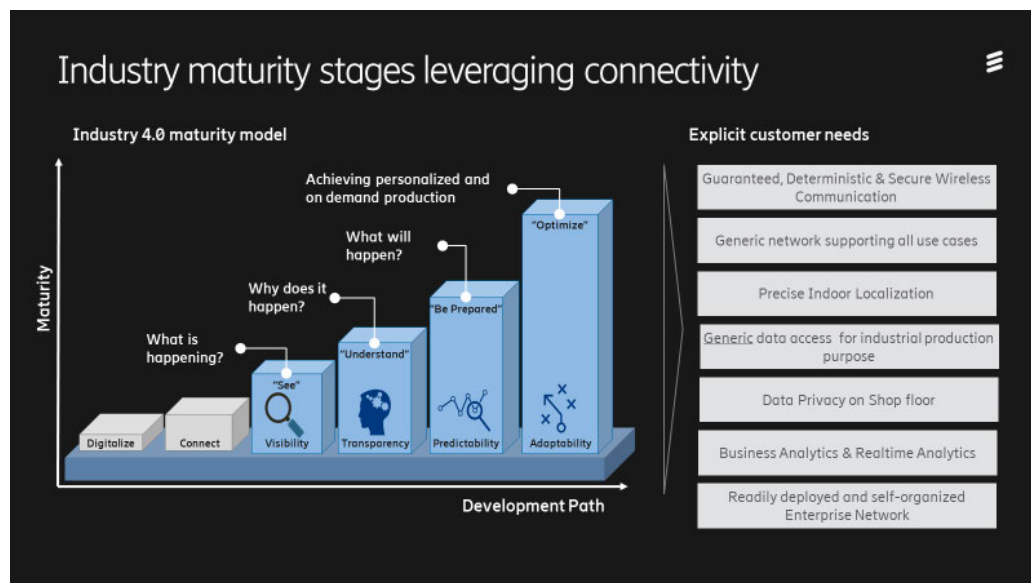 Industry maturity stages leveraging connectivity
Industry 4.0 maturity model
Explicit customer needs
Maturity
Achieving personalized and
on demand production
What will
happen?
Why does it
happen?
What is
happening?
"Optimize"
"Be Prepared"
"Understand"
"See"
Digitalize
Connect
Visibility
Transparency
Predictability
Adaptability
Development Path
Guaranteed, Deterministic & Secure Wireless
Communication
Generic network supporting all use cases
Precise Indoor Localization
Generic data access for industrial production
purpose
Data Privacy on Shop floor
Business Analytics & Realtime Analytics
Readily deployed and self-organized
Enterprise Network